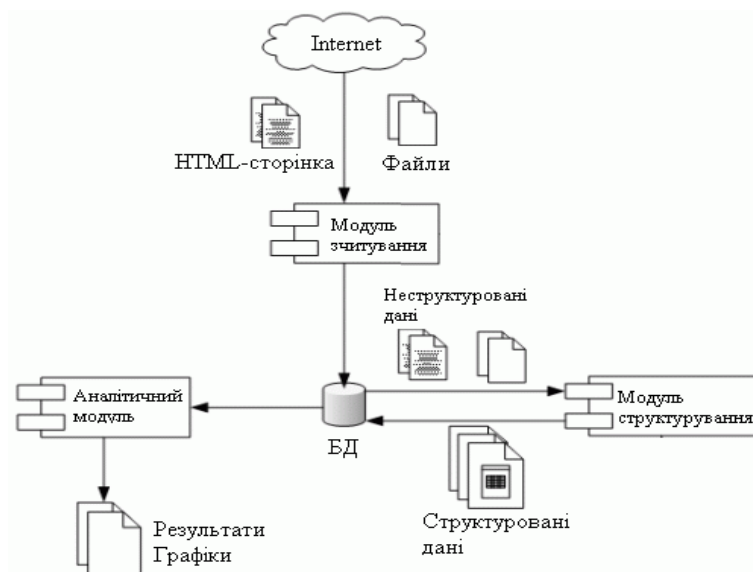 Internet
HTML-сторінка
Файли
Модуль
зчитування
Неструктуровані
дані
Аналітичний
модуль
БД
Модуль
структурування
Структуровані
дані
Результати
Графіки